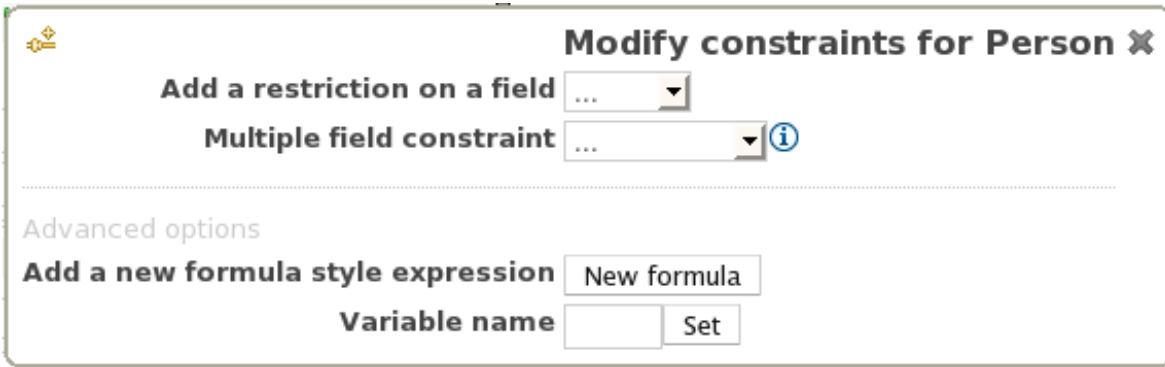 Modify constraints for Person
Add a restriction on a field ...
Multiple field constraint ...
Advanced options
Add a new formula style expression New formula
Variable name Set